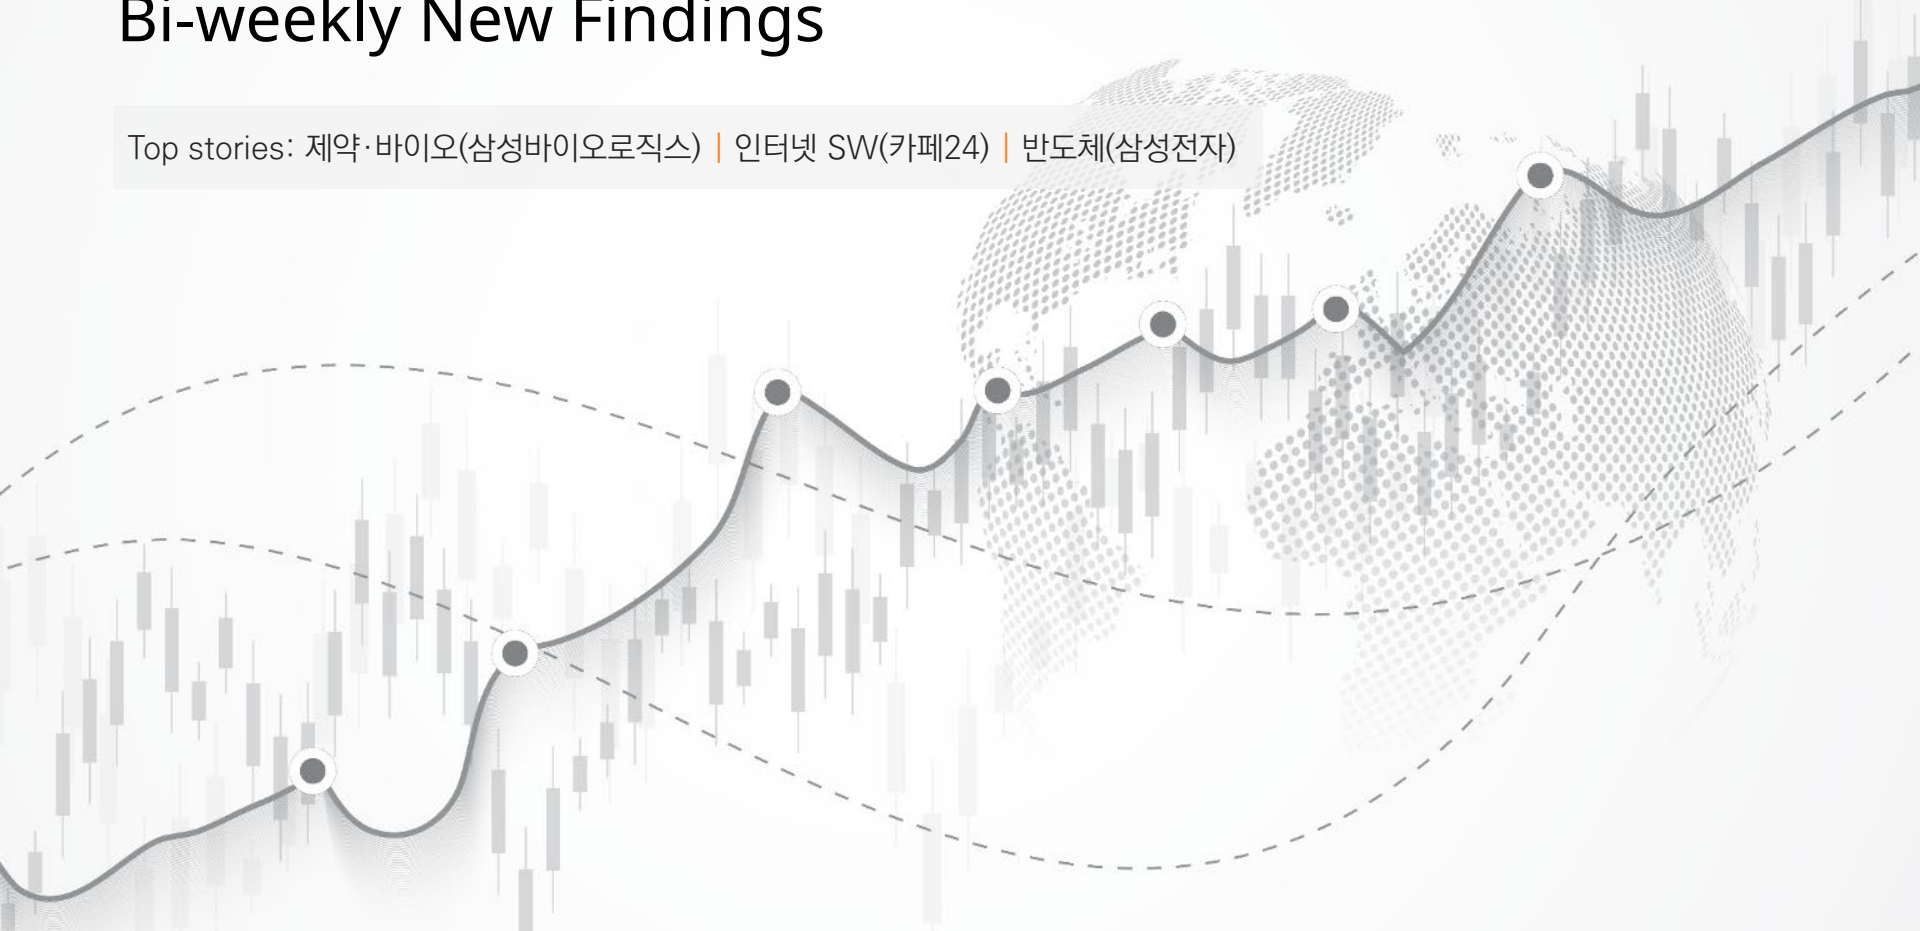 Bi-weekly New Findings
Top stories: 제약·바이오(삼성바이오로직스) | 인터넷 SW(카페24) | 반도체(삼성전자)